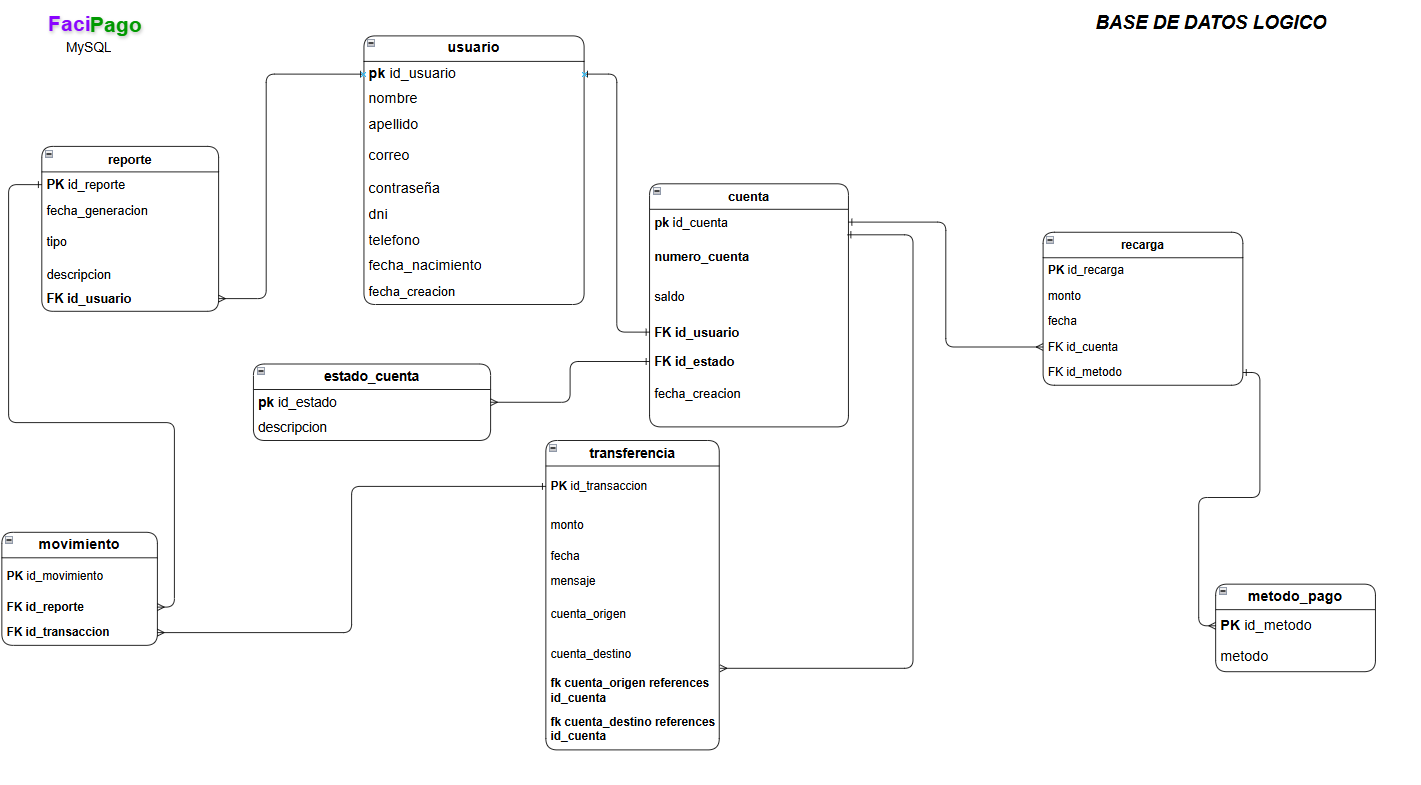 FaciPago
MySQL
BASE DE DATOS LOGICO
usuario
pk id_usuario
nombre
apellido
correo
contraseña
dni
telefono
fecha_nacimiento
fecha_creacion
reporte
PK id_reporte
fecha_generacion
tipo
descripcion
FK id_usuario
cuenta
pk id_cuenta
numero_cuenta
saldo
FK id_usuario
FK id_estado
fecha_creacion
recarga
PK id_recarga
monto
fecha
FK id_cuenta
FK id_metodo
estado_cuenta
pk id_estado
descripcion
transferencia
PK id_transaccion
monto
fecha
mensaje
cuenta_origen
cuenta_destino
fk cuenta_origen references
id_cuenta
fk cuenta_destino references
id_cuenta
movimiento
PK id_movimiento
FK id_reporte
FK id_transaccion
metodo_pago
PK id_metodo
metodo